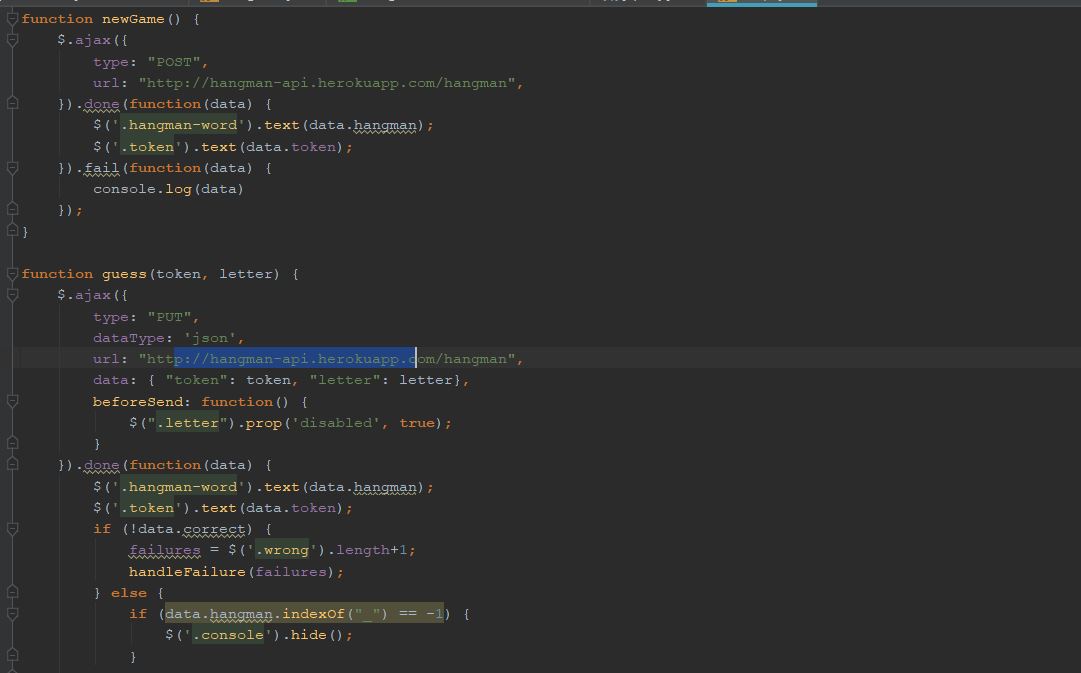 function newGame() {
    $.ajax({
        type: "POST",
        url: "http://hangman-api.herokuapp.com/hangman",
    }).done(function(data) {
        $('.hangman-word').text(data.hangman);
        $('.token').text(data.token);
    }).fail(function(data) {
        console.log(data)
    });
}
function guess(token, letter) {
    $.ajax({
        type: "PUT",
        dataType: 'json',
        url: "http://hangman-api.herokuapp.com/hangman",
        data: { "token": token, "letter": letter},
        beforeSend: function() {
            $(".letter").prop('disabled', true);
        }
    }).done(function(data) {
        $('.hangman-word').text(data.hangman);
        $('.token').text(data.token);
        if (!data.correct) {
            failures = $('.wrong').length+1;
            handleFailure(failures);
        } else {
            if (data.hangman.indexOf("_") == -1) {
                $('.console').hide();
            }